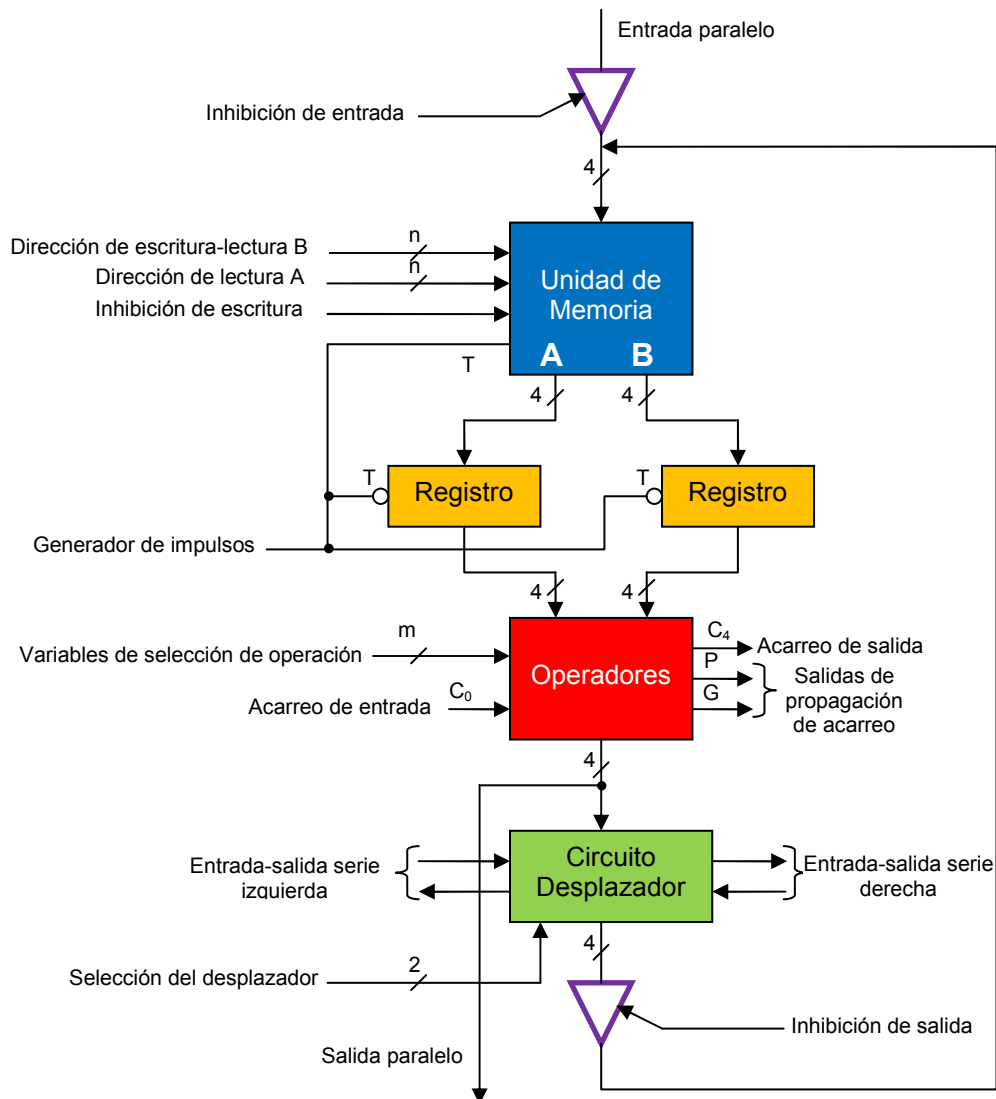 Entrada paralelo
Inhibición de entrada
4
Dirección de escritura-lectura B
n
Dirección de lectura A
n
Inhibición de escritura
Unidad de
Memoria
T
A
B
4
4
T
Registro
T
Registro
Generador de impulsos
4
4
Variables de selección de operación
m
Acarreo de entrada
C₀
Operadores
C₄
Acarreo de salida
P
G
Salidas de
propagación
de acarreo
4
Entrada-salida serie
izquierda
Circuito
Desplazador
Entrada-salida serie
derecha
4
Selección del desplazador
2
Inhibición de salida
Salida paralelo